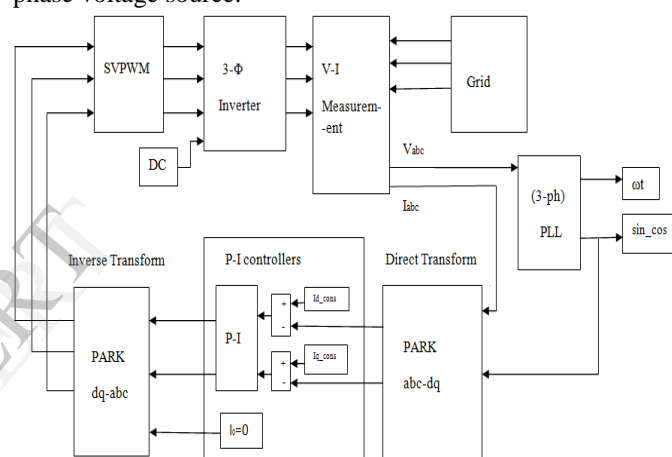 phase voltage source.
SVPWM
3-Φ
Inverter
V-I
Measurem-
-ent
Grid
DC
Vabc
Iabc
(3-ph)
PLL
ωt
sin_cos
Inverse Transform
P-I controllers
Direct Transform
PARK
dq-abc
P-I
+
-
Id_cons
+
-
Iq_cons
I₀=0
PARK
abc-dq
ERT